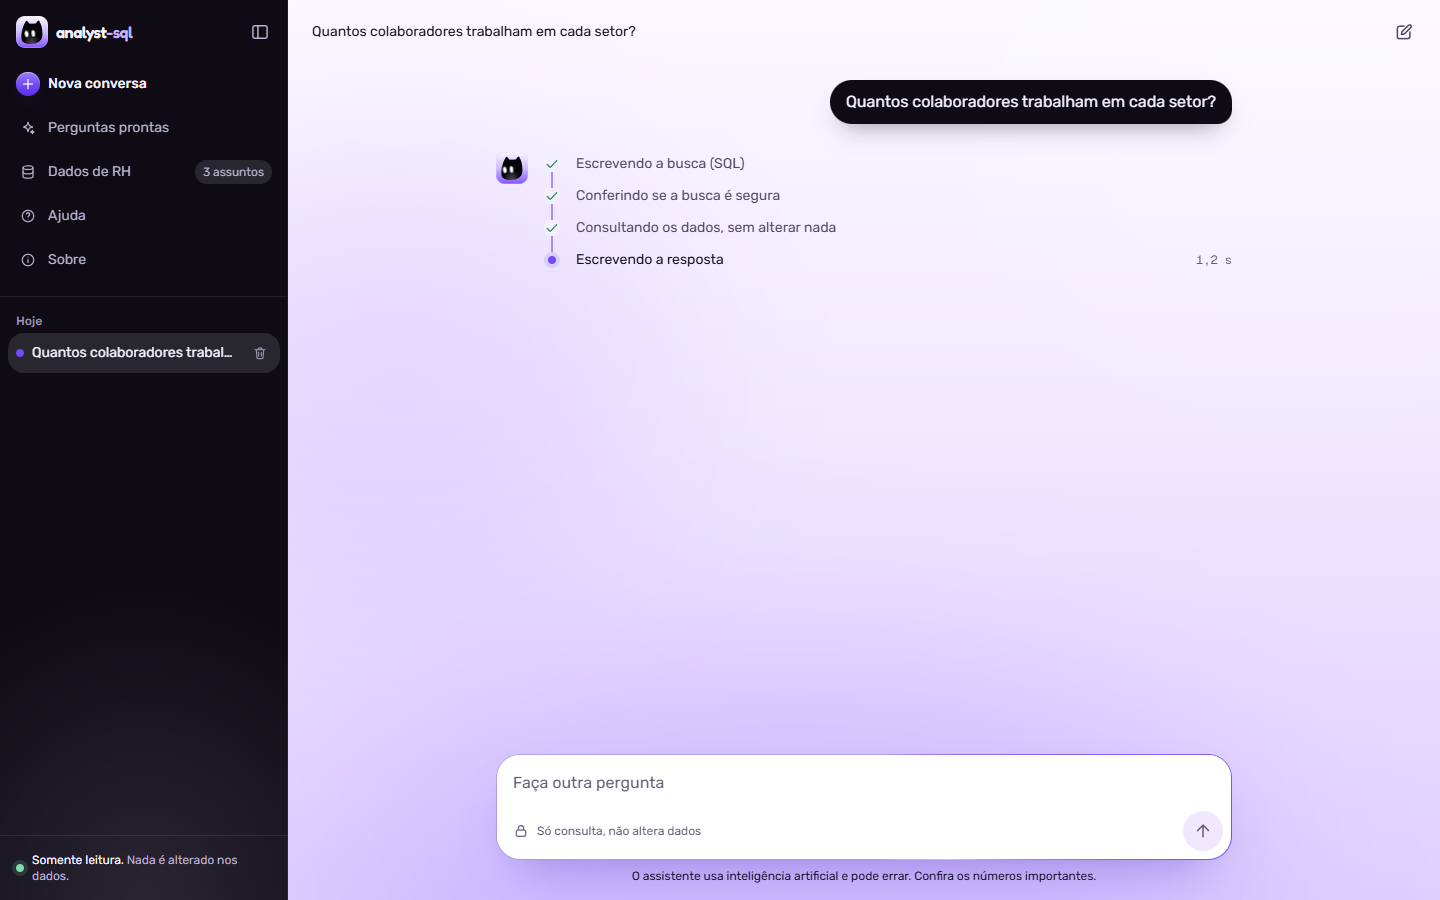 analyst-sql
Nova conversa
Perguntas prontas
Dados de RH
3 assuntos
Ajuda
Sobre
Hoje
Quantos colaboradores trabal...
Somente leitura. Nada é alterado nos
dados.
Quantos colaboradores trabalham em cada setor?
Quantos colaboradores trabalham em cada setor?
Escrevendo a busca (SQL)
Conferindo se a busca é segura
Consultando os dados, sem alterar nada
Escrevendo a resposta
1,2 s
Faça outra pergunta
Só consulta, não altera dados
O assistente usa inteligência artificial e pode errar. Confira os números importantes.